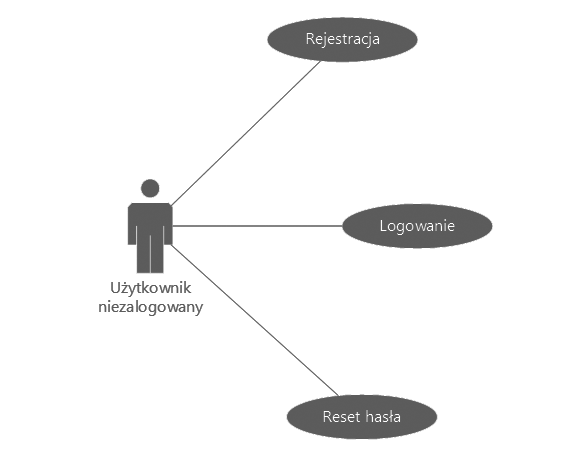 Rejestracja
Logowanie
Użytkownik
niezalogowany
Reset hasła